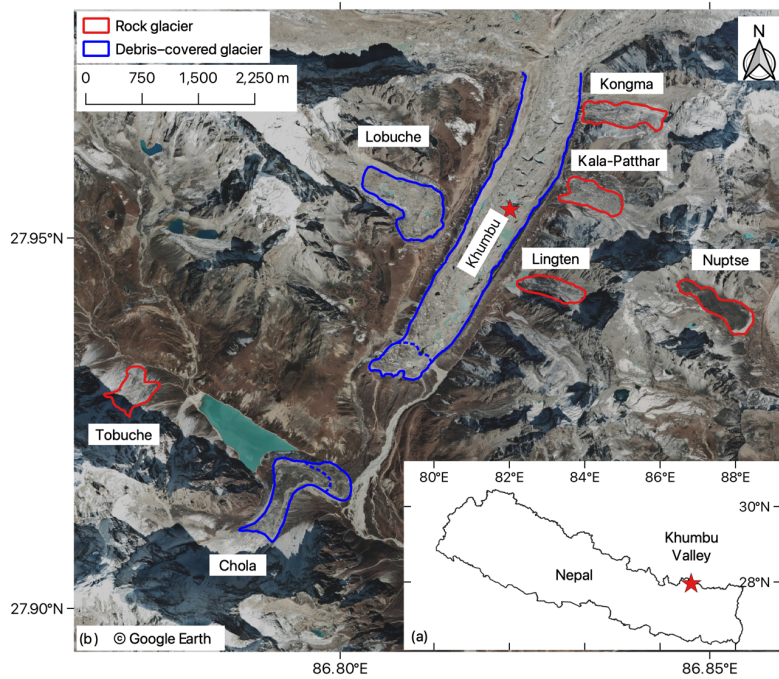 Rock glacier
Debris–covered glacier
0 750 1,500 2,250 m
N
Kongma
Lobuche
Kala-Patthar
27.95°N
Khumbu
Lingten
Nuptse
Tobuche
Chola
80°E 82°E 84°E 86°E 88°E
30°N
Khumbu
Valley
Nepal
28°N
27.90°N
(b) © Google Earth
(a)
86.80°E
86.85°E